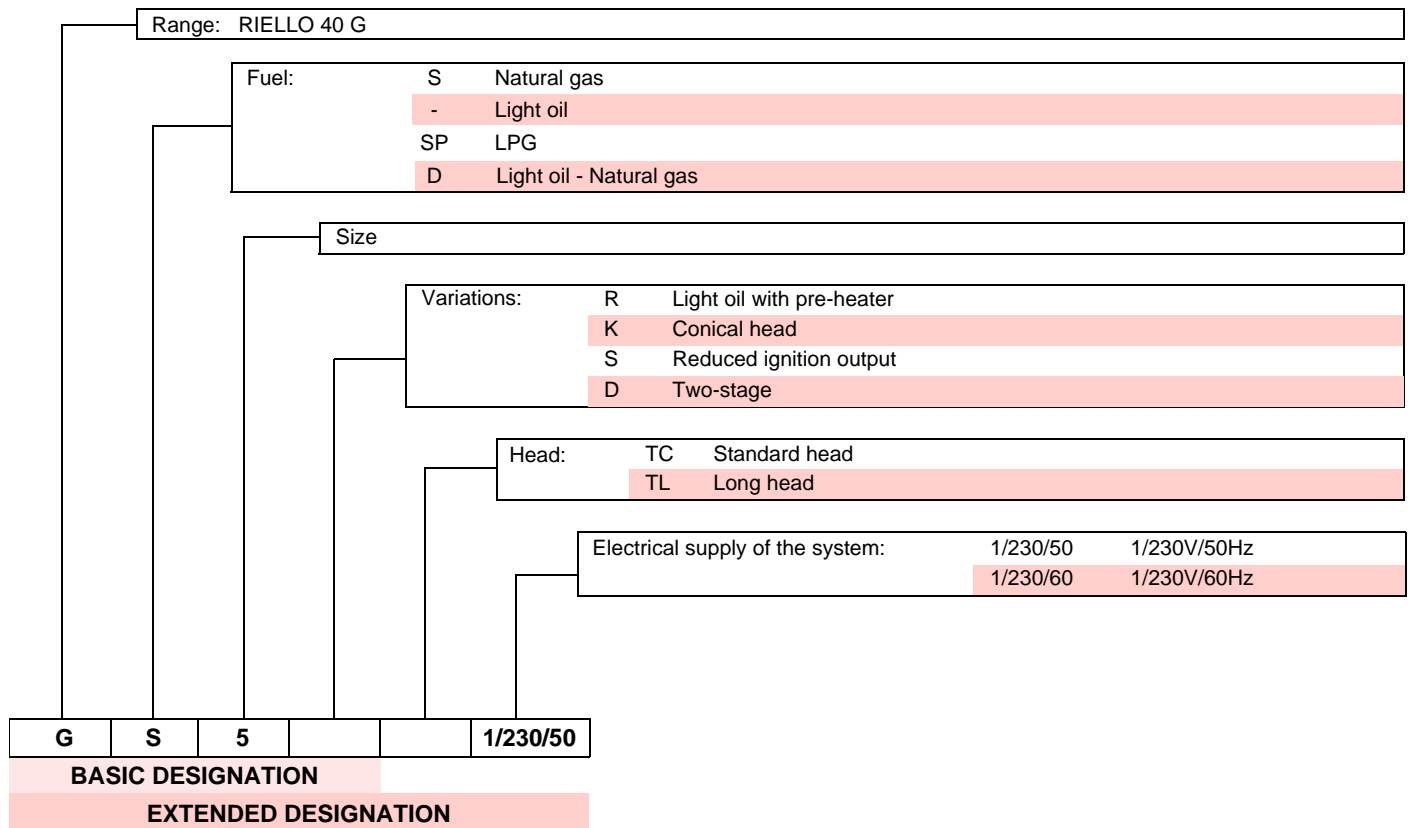 Range: RIELLO 40 G
Fuel: S Natural gas
- Light oil
SP LPG
D Light oil - Natural gas
Size
Variations: R Light oil with pre-heater
K Conical head
S Reduced ignition output
D Two-stage
Head: TC Standard head
TL Long head
Electrical supply of the system: 1/230/50 1/230V/50Hz
1/230/60 1/230V/60Hz
G S 5 1/230/50
BASIC DESIGNATION
EXTENDED DESIGNATION